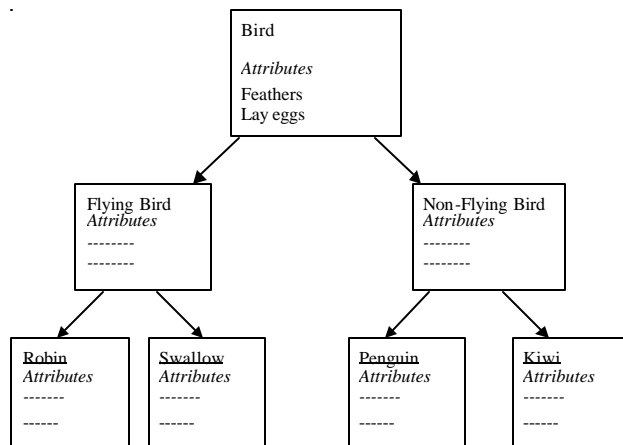 Bird
Attributes
Feathers
Lay eggs
Flying Bird
Attributes
--------
--------
Non-Flying Bird
Attributes
--------
--------
Robin
Attributes
-------
------
Swallow
Attributes
-------
------
Penguin
Attributes
-------
------
Kiwi
Attributes
-------
------